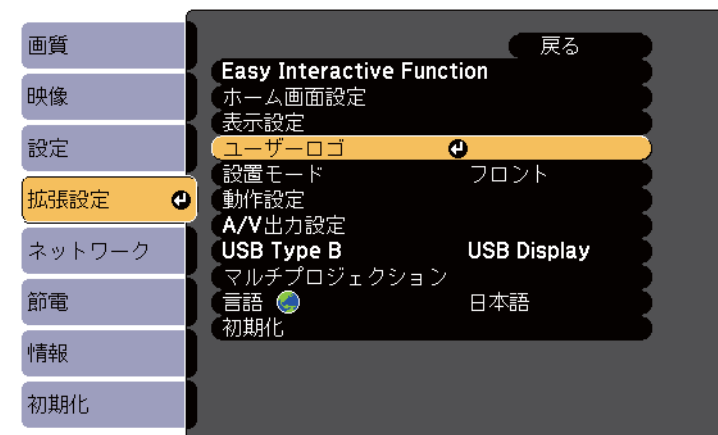 画質
映像
設定
拡張設定
ネットワーク
節電
情報
初期化
戻る
Easy Interactive Function
ホーム画面設定
表示設定
ユーザーロゴ
設置モード フロント
動作設定
A/V出力設定
USB Type B USB Display
マルチプロジェクション
言語 日本語
初期化